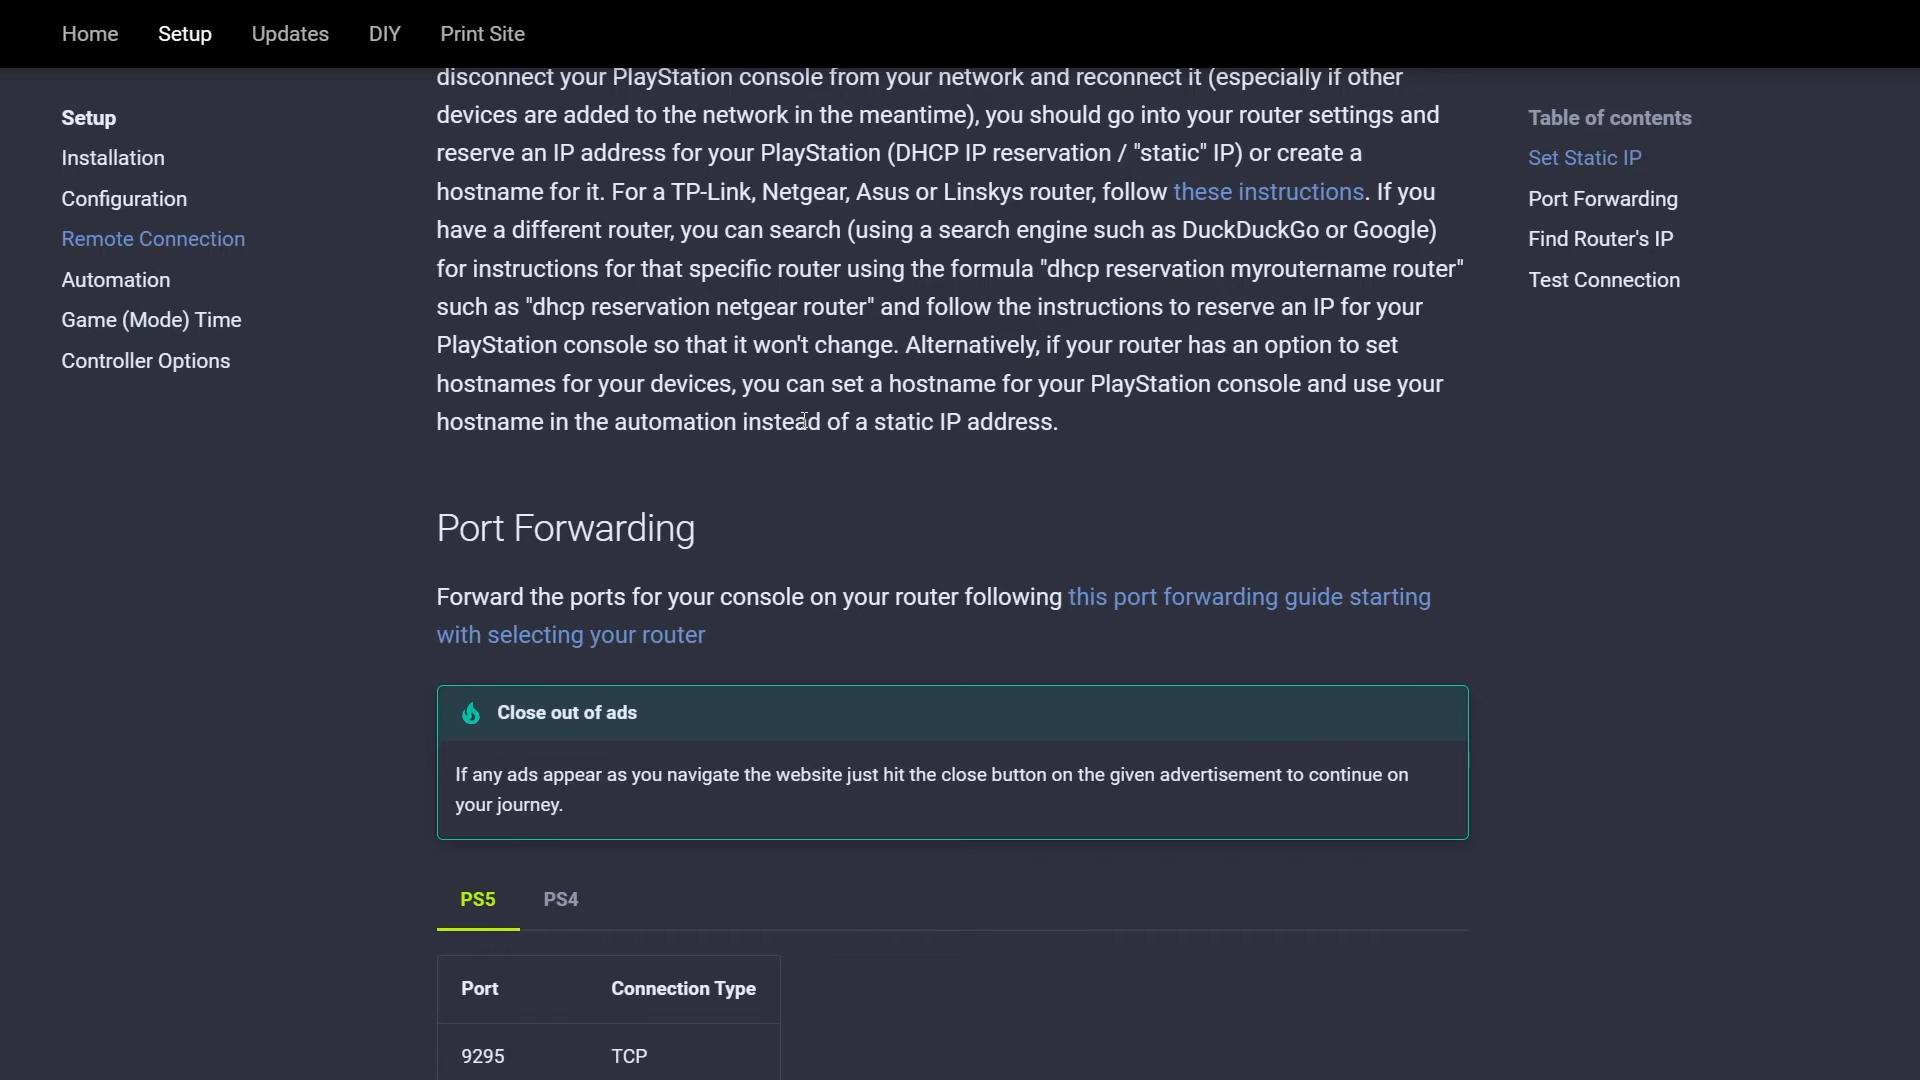 Home Setup Updates DIY Print Site
Setup
Installation
Configuration
Remote Connection
Automation
Game (Mode) Time
Controller Options
disconnect your PlayStation console from your network and reconnect it (especially if other
devices are added to the network in the meantime), you should go into your router settings and
reserve an IP address for your PlayStation (DHCP IP reservation / "static" IP) or create a
hostname for it. For a TP-Link, Netgear, Asus or Linskys router, follow these instructions. If you
have a different router, you can search (using a search engine such as DuckDuckGo or Google)
for instructions for that specific router using the formula "dhcp reservation myroutername router"
such as "dhcp reservation netgear router" and follow the instructions to reserve an IP for your
PlayStation console so that it won't change. Alternatively, if your router has an option to set
hostnames for your devices, you can set a hostname for your PlayStation console and use your
hostname in the automation instead of a static IP address.
Port Forwarding
Forward the ports for your console on your router following this port forwarding guide starting
with selecting your router
Close out of ads
If any ads appear as you navigate the website just hit the close button on the given advertisement to continue on
your journey.
PS5 PS4
Port Connection Type
9295 TCP
Table of contents
Set Static IP
Port Forwarding
Find Router's IP
Test Connection